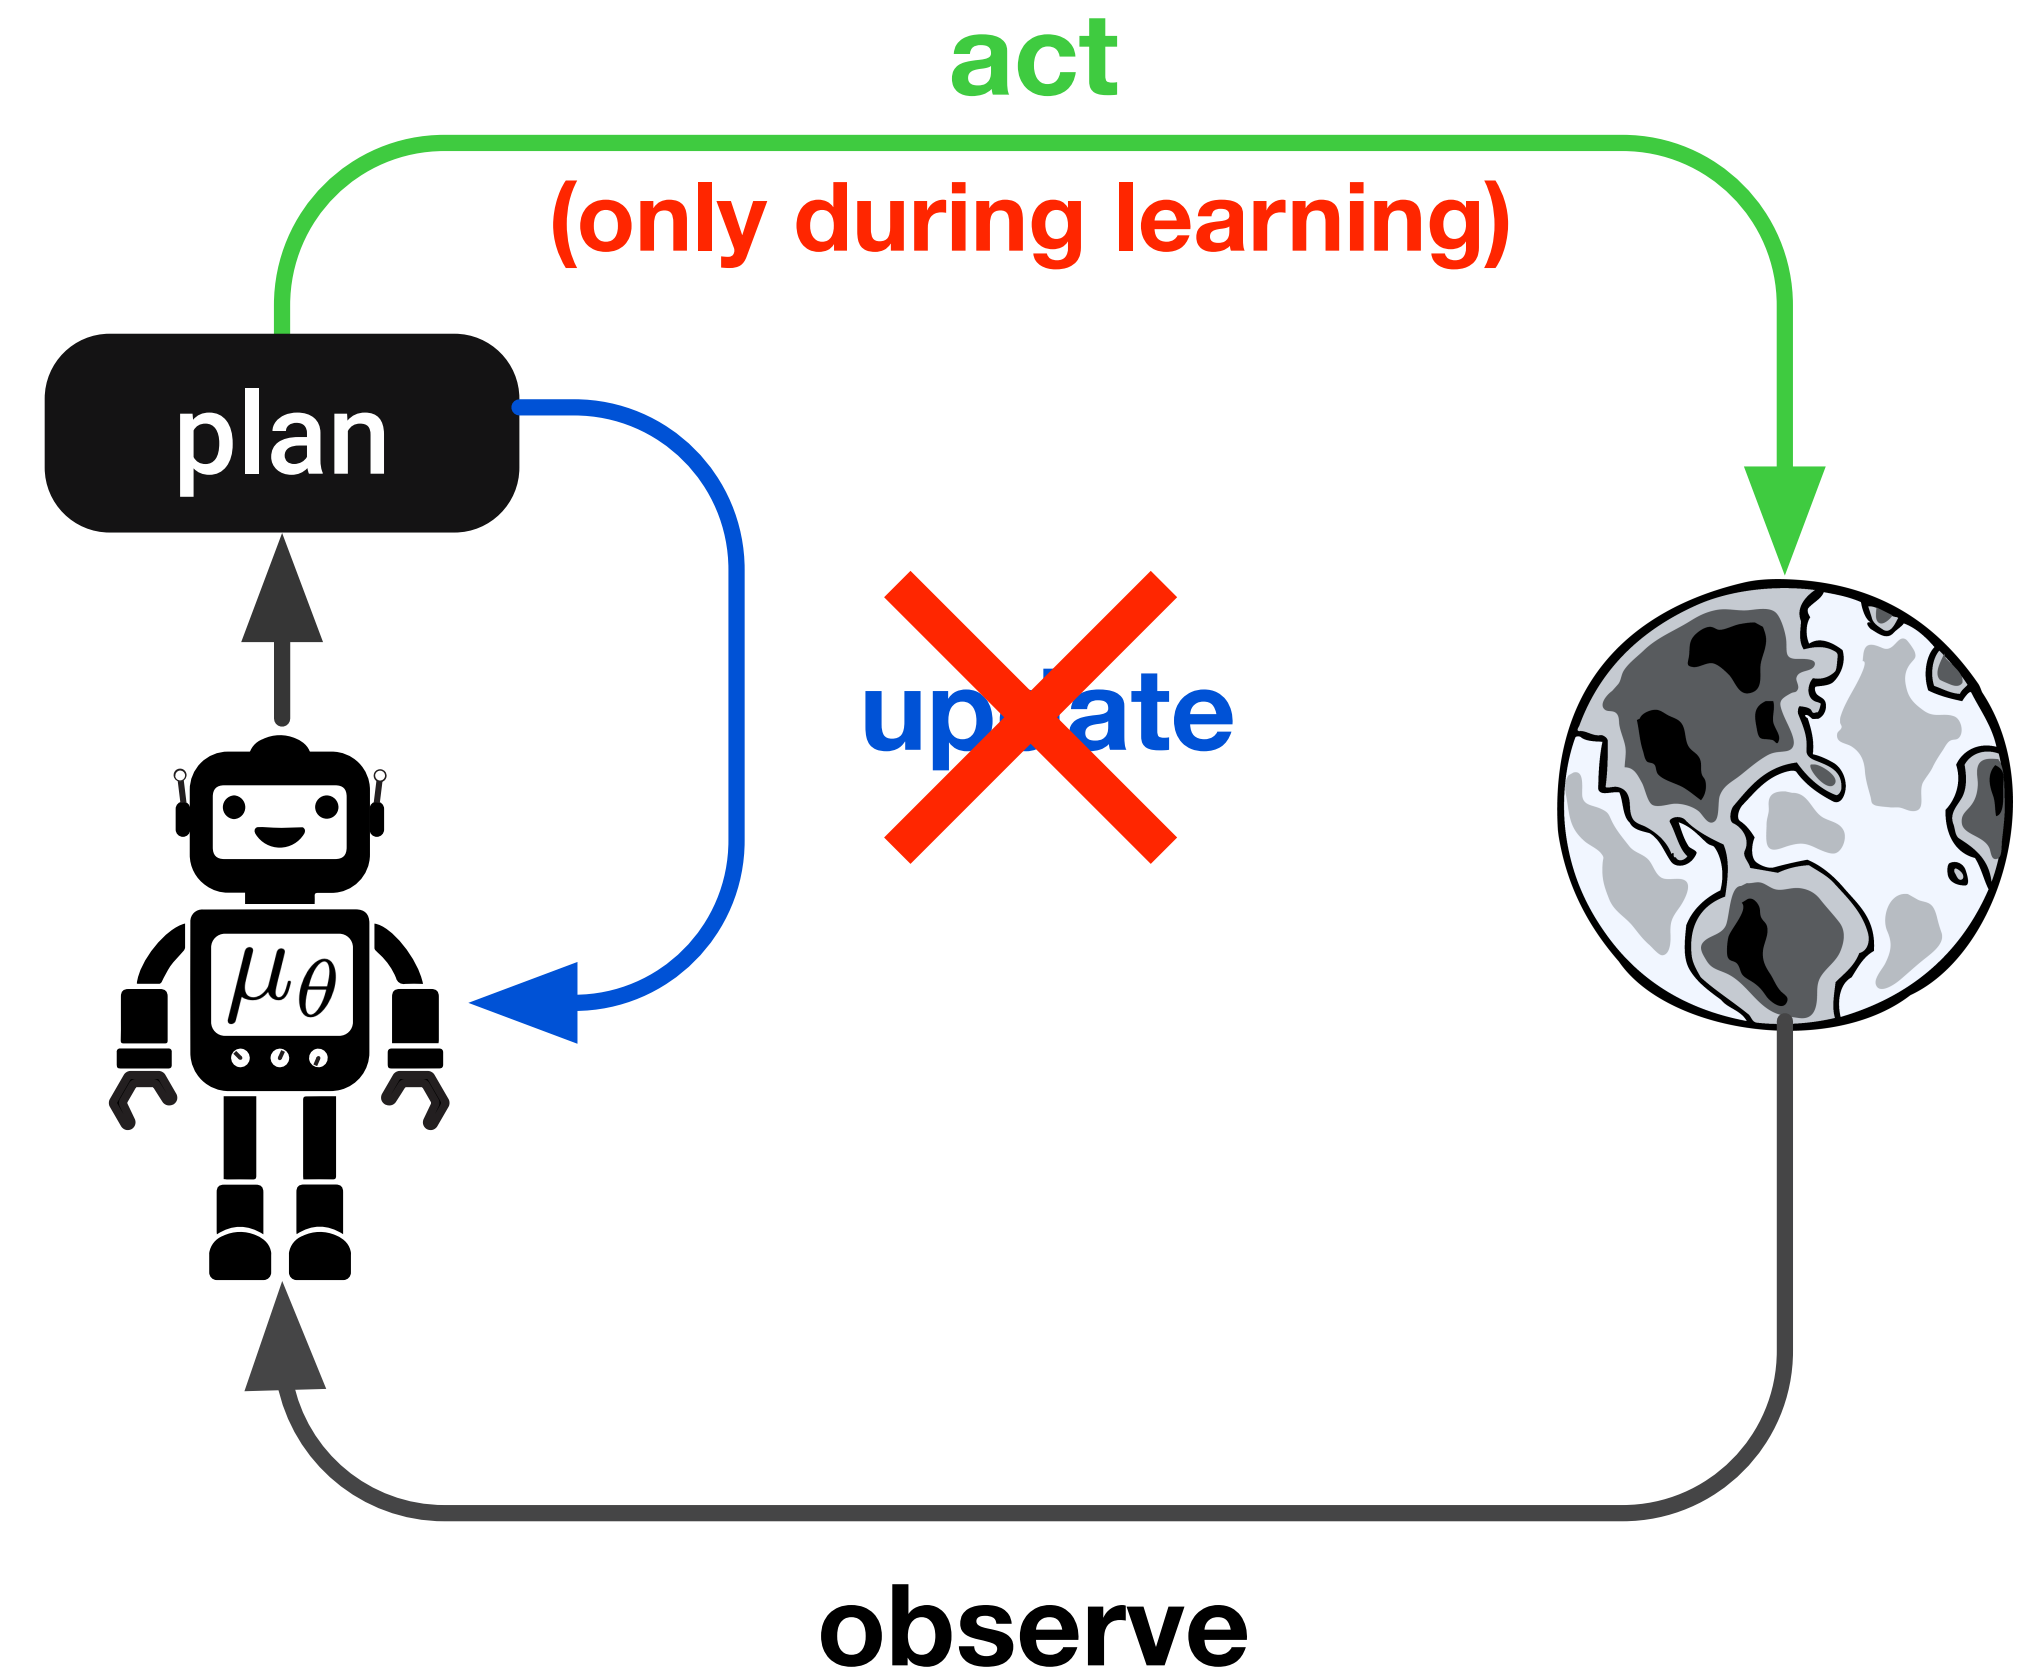 act
(only during learning)
plan
update
μθ
observe